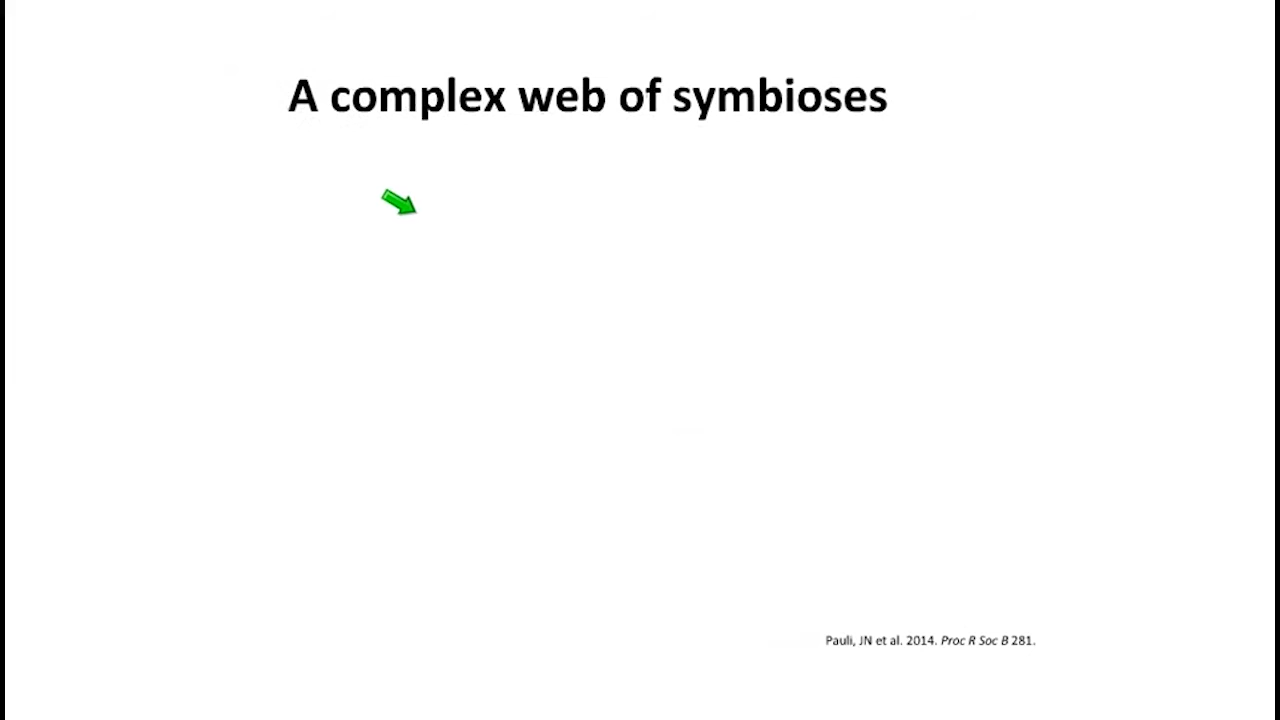 A complex web of symbioses
Pauli, JN et al. 2014. Proc R Soc B 281.